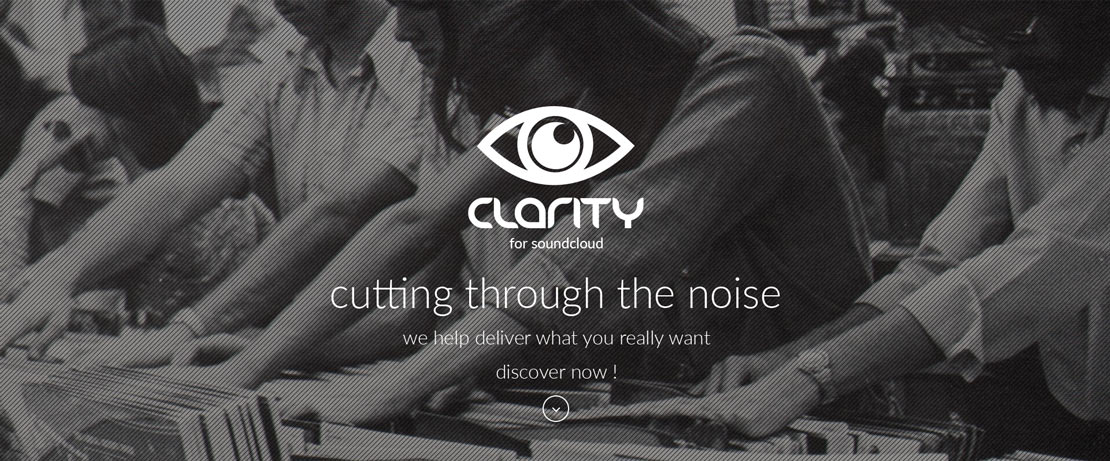 CLARITY
for soundcloud
cutting through the noise
we help deliver what you really want
discover now !